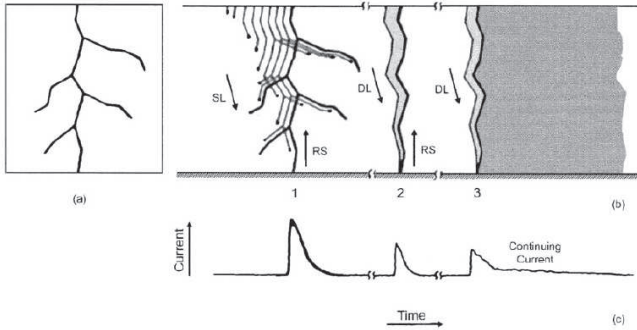 SL
DL
DL
RS
RS
1
2
3
(a)
(b)
Current
Continuing
Current
Time
(c)